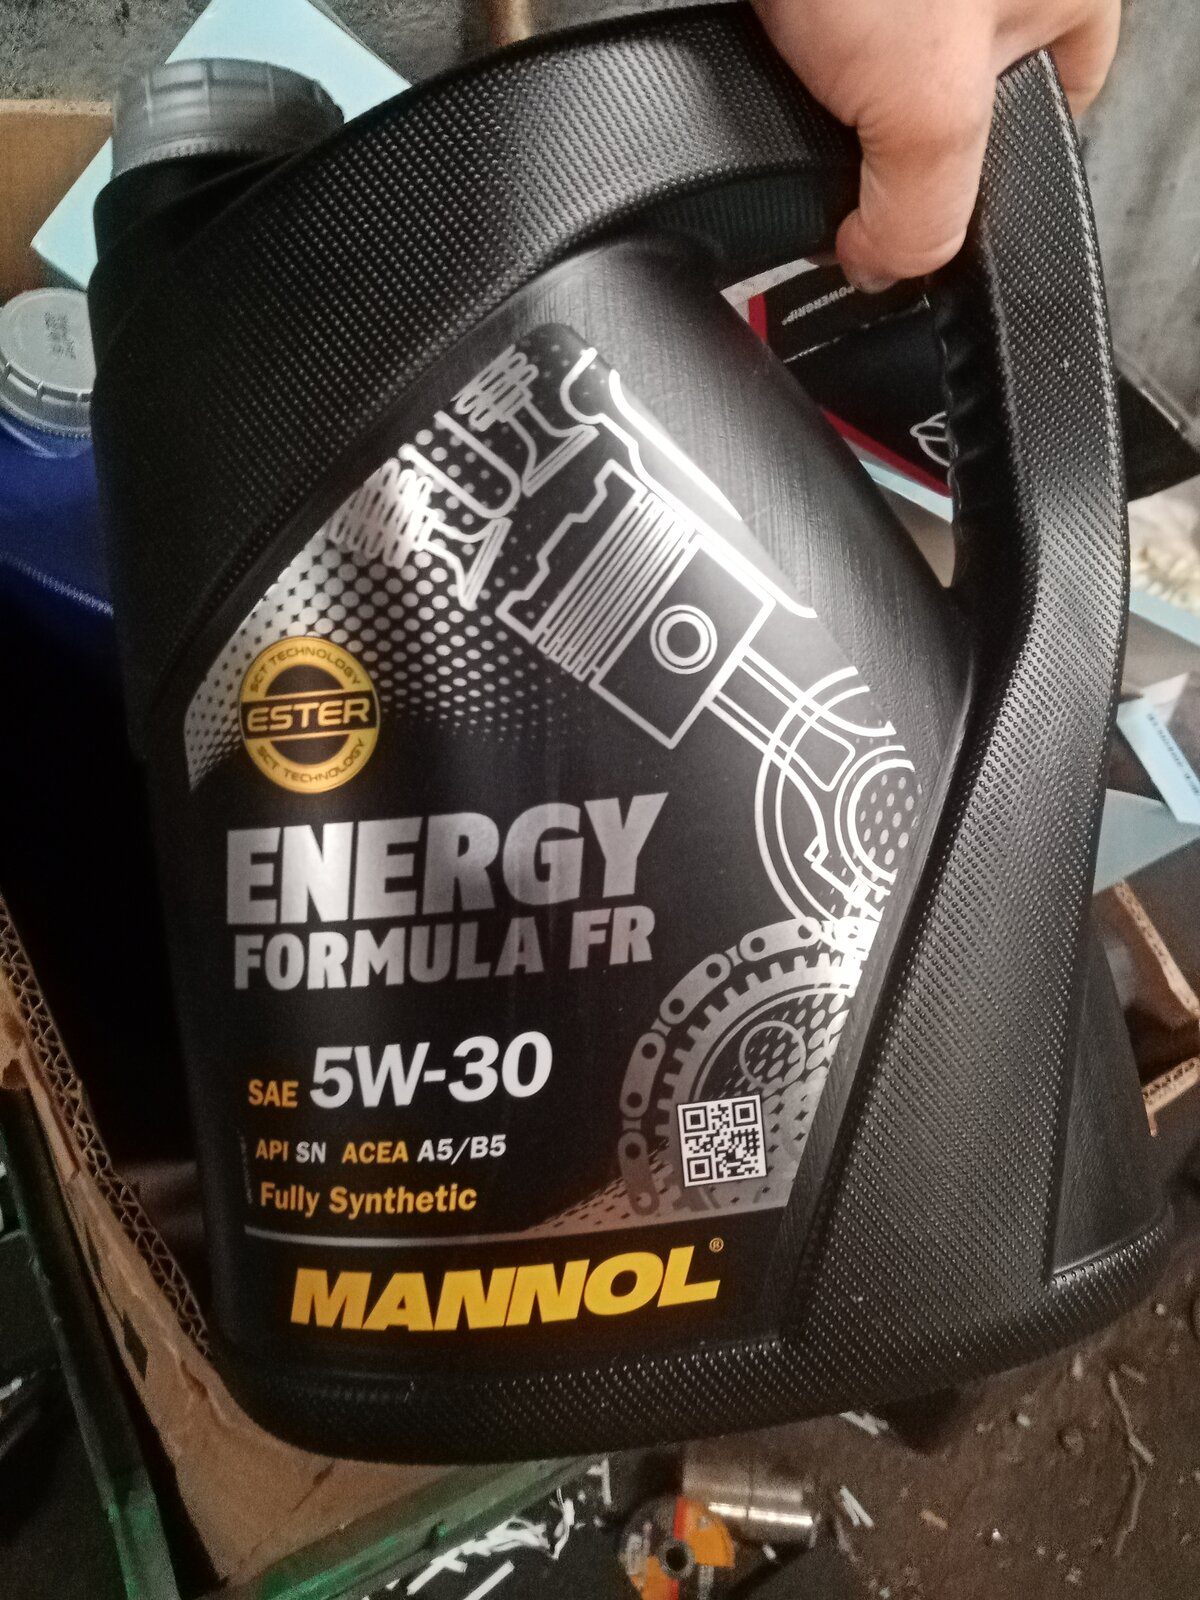 POWERGRIP®
SCT TECHNOLOGY
ESTER
SCT TECHNOLOGY
ENERGY
FORMULA FR
SAE 5W-30
API SN ACEA A5/B5
Fully Synthetic
MANNOL®